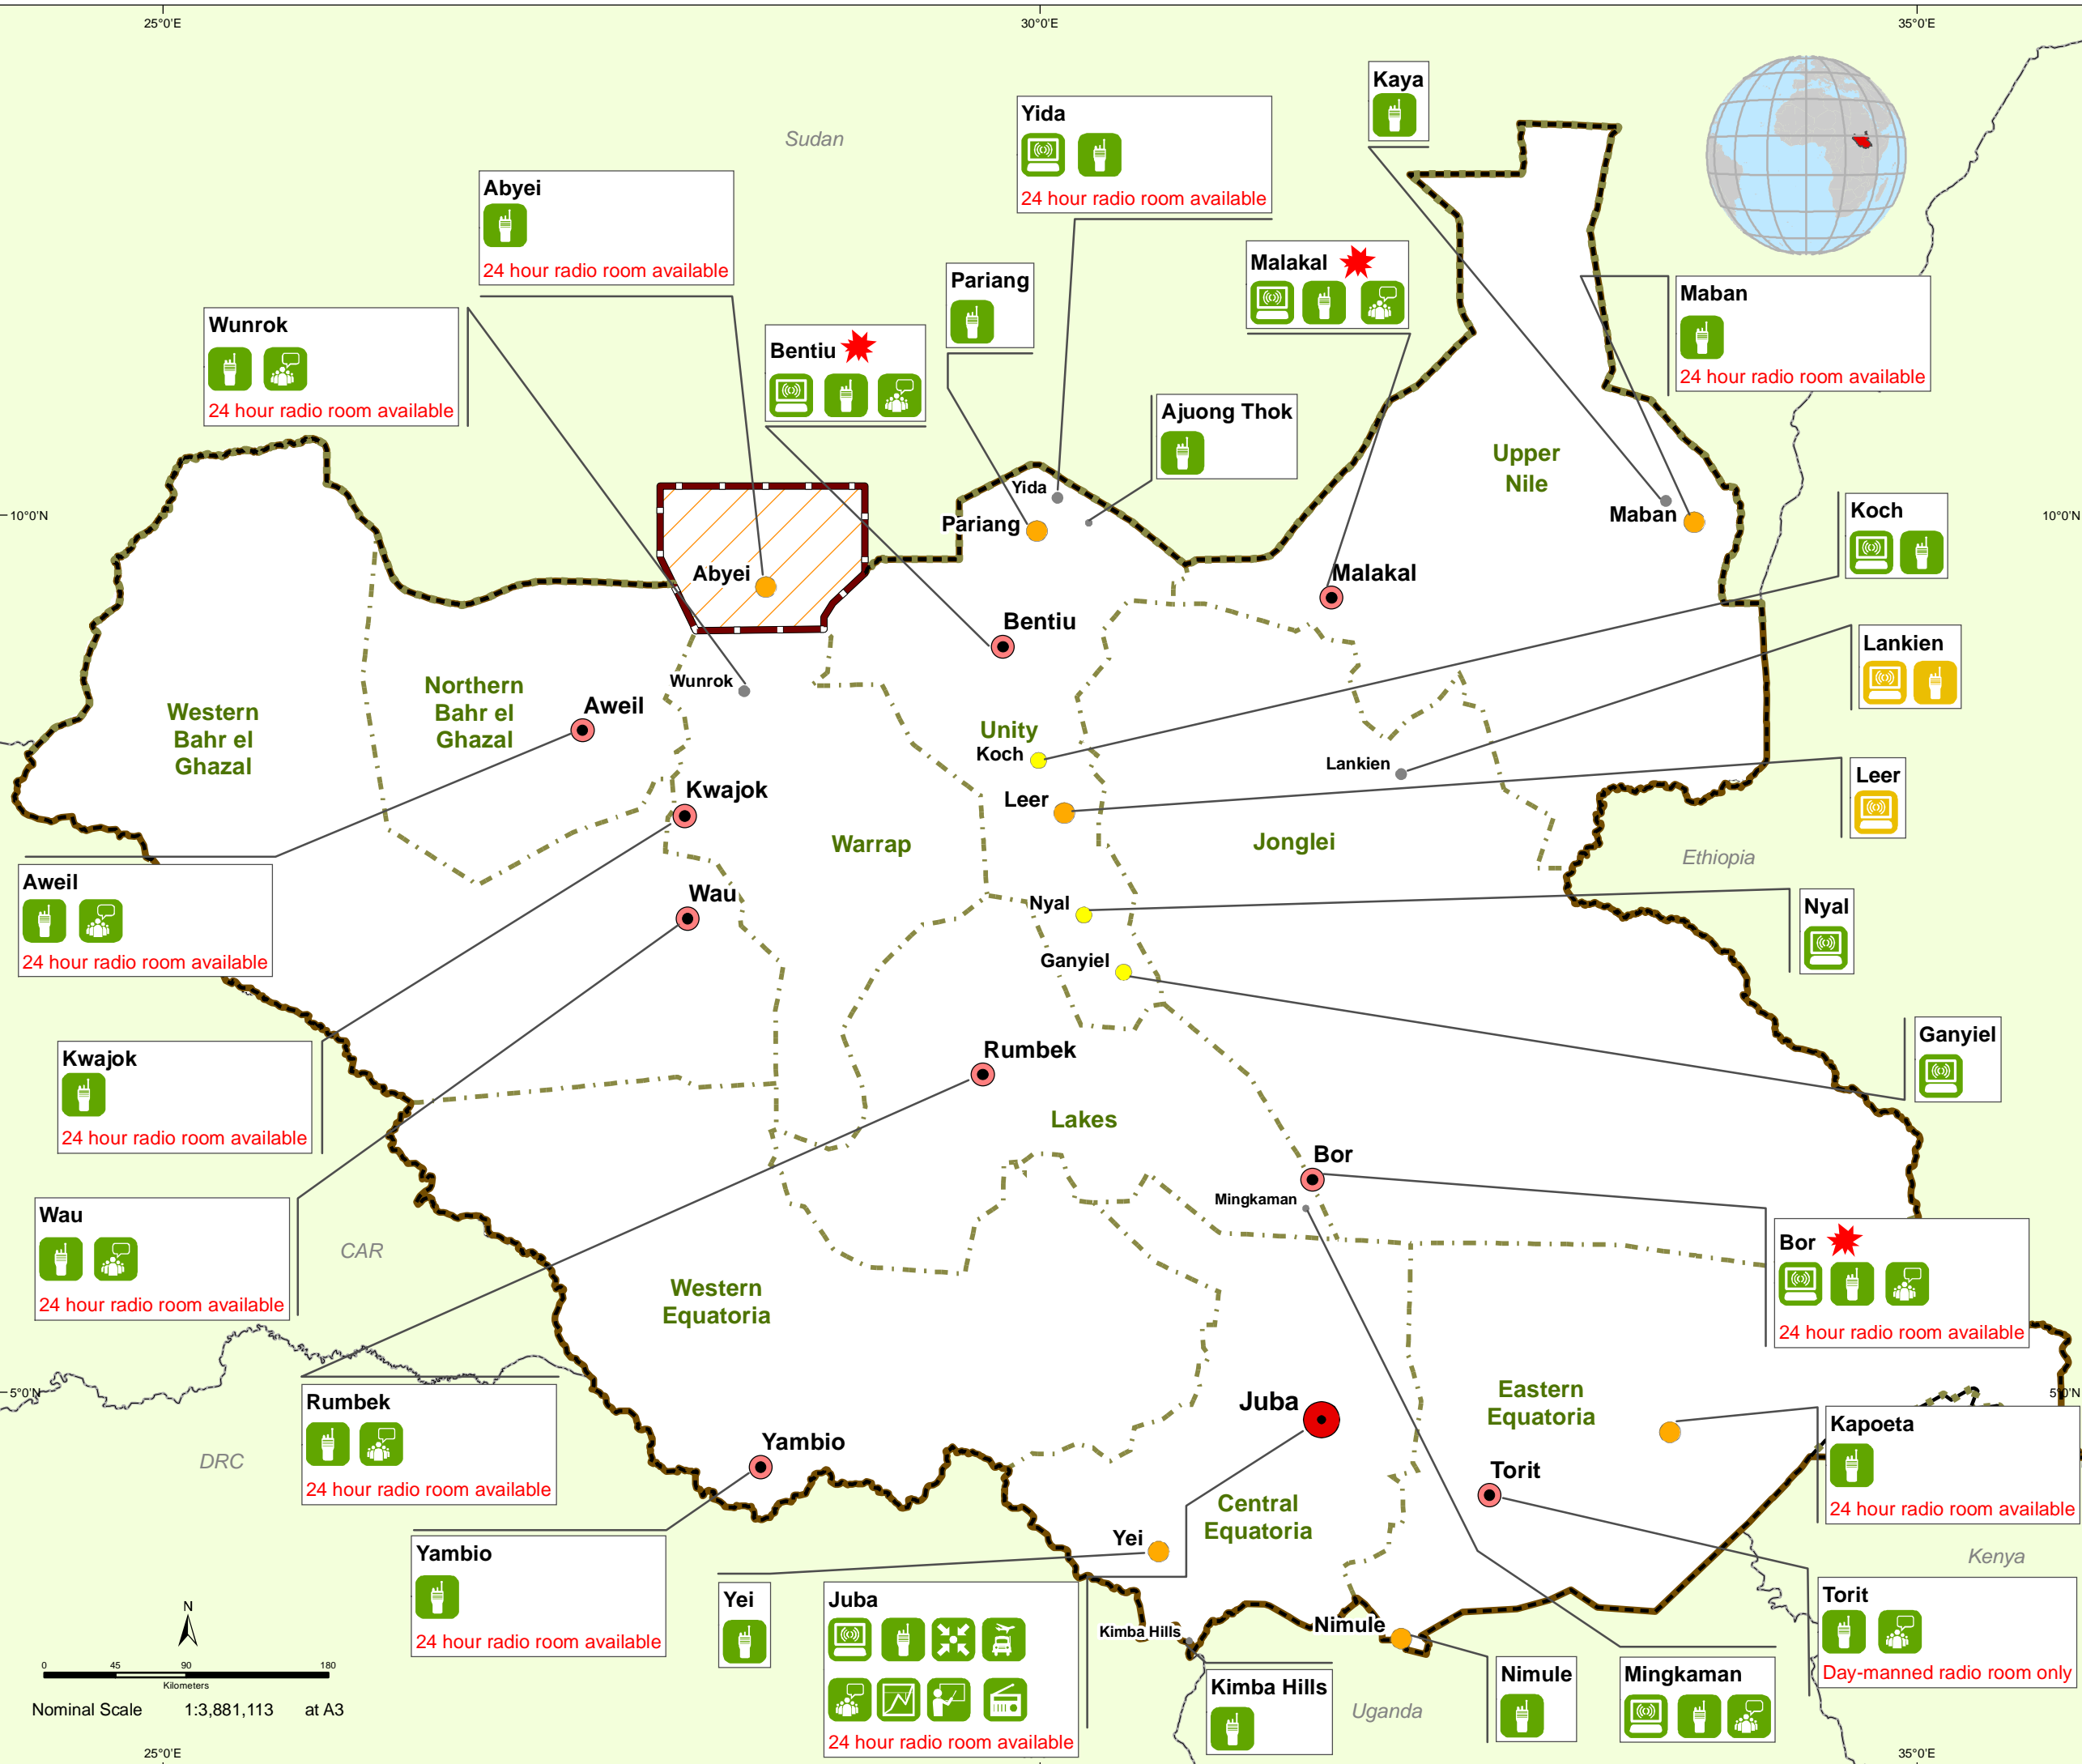 25°0'E
30°0'E
35°0'E
Kaya
Yida
24 hour radio room available
Sudan
Abyei
24 hour radio room available
Malakal
Pariang
Maban
24 hour radio room available
Wunrok
24 hour radio room available
Bentiu
Ajuong Thok
Upper
Nile
Yida
10°0'N
Pariang
Maban
Koch
10°0'N
Abyei
Malakal
Bentiu
Lankien
Wunrok
Northern
Bahr el
Ghazal
Western
Bahr el
Ghazal
Aweil
Unity
Koch
Lankien
Leer
Kwajok
Leer
Warrap
Jonglei
Ethiopia
Aweil
24 hour radio room available
Wau
Nyal
Nyal
Ganyiel
Ganyiel
Kwajok
24 hour radio room available
Rumbek
Lakes
Bor
Mingkaman
Wau
24 hour radio room available
CAR
Bor
24 hour radio room available
Western
Equatoria
5°0'N
5°0'N
Rumbek
24 hour radio room available
Juba
Eastern
Equatoria
Kapoeta
24 hour radio room available
DRC
Yambio
Torit
Central
Equatoria
Yei
Yambio
24 hour radio room available
Kenya
Yei
Juba
24 hour radio room available
Kimba Hills
Nimule
Torit
Day-manned radio room only
Kimba Hills
Uganda
Nimule
Mingkaman
N
0 45 90 180
Kilometers
Nominal Scale 1:3,881,113 at A3
25°0'E
35°0'E